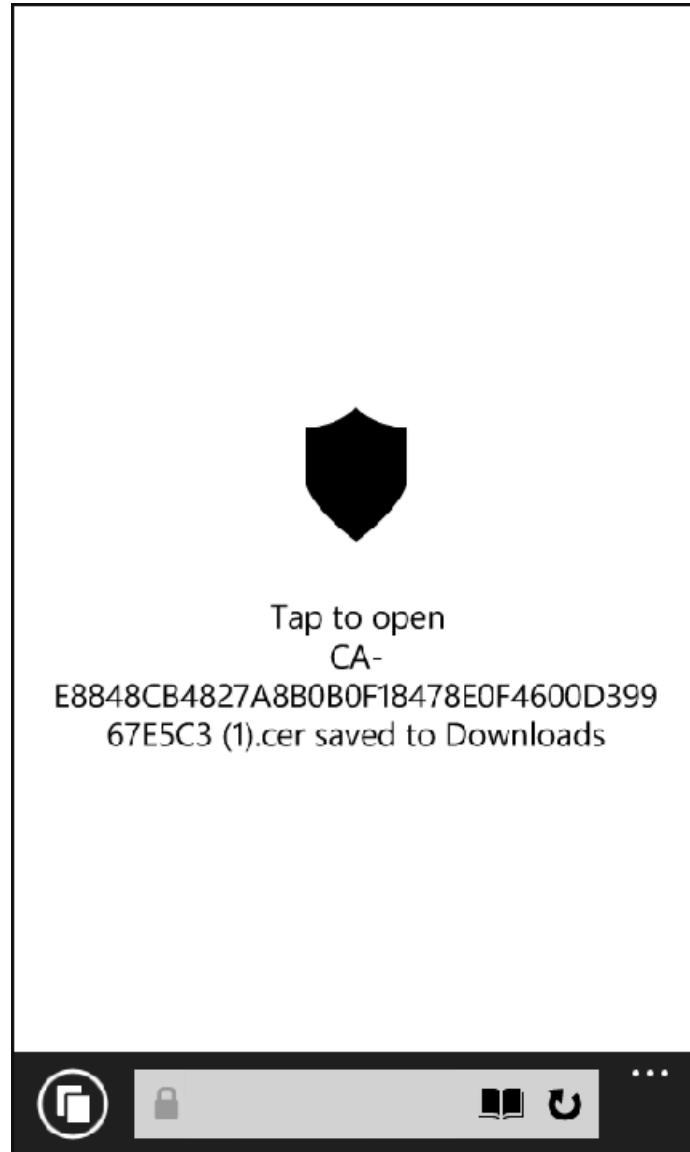 Tap to open
CA-
E8848CB4827A8B0B0F18478E0F4600D399
67E5C3 (1).cer saved to Downloads